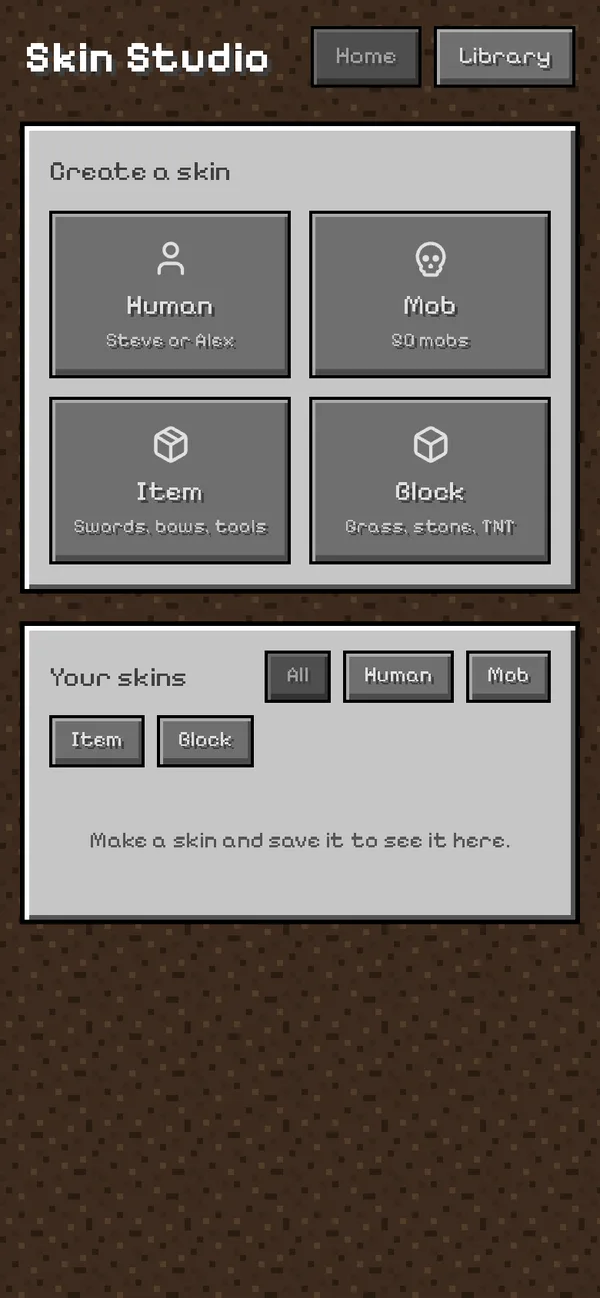 Skin Studio
Home
Library
Create a skin
Human
Steve or Alex
Mob
80 mobs
Item
Swords, bows, tools
Block
Grass, stone, TNT
Your skins
All
Human
Mob
Item
Block
Make a skin and save it to see it here.